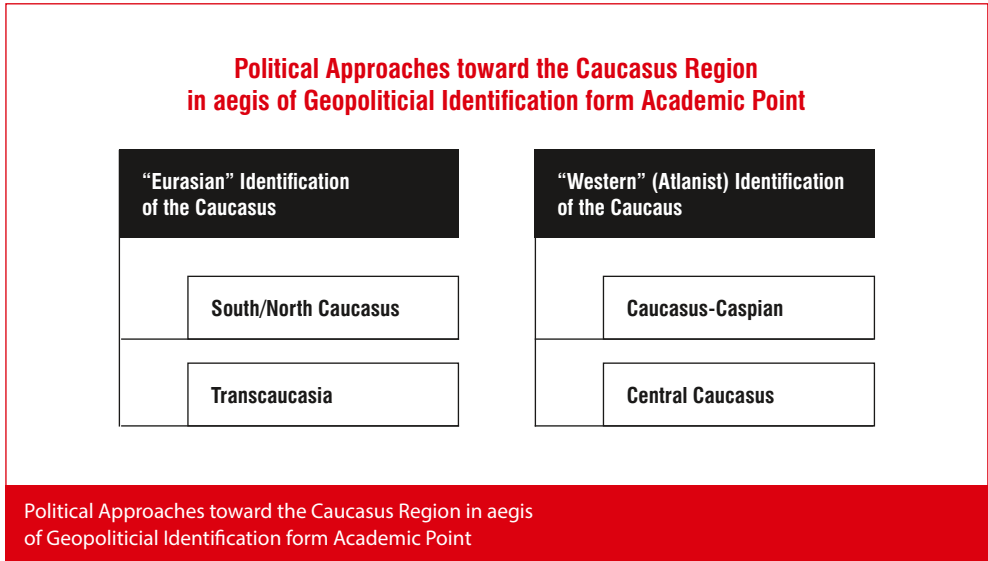 Political Approaches toward the Caucasus Region
in aegis of Geopoliticial Identification form Academic Point
“Eurasian” Identification
of the Caucasus
South/North Caucasus
Transcaucasia
“Western” (Atlanist) Identification
of the Caucaus
Caucasus-Caspian
Central Caucasus
Political Approaches toward the Caucasus Region in aegis
of Geopoliticial Identification form Academic Point